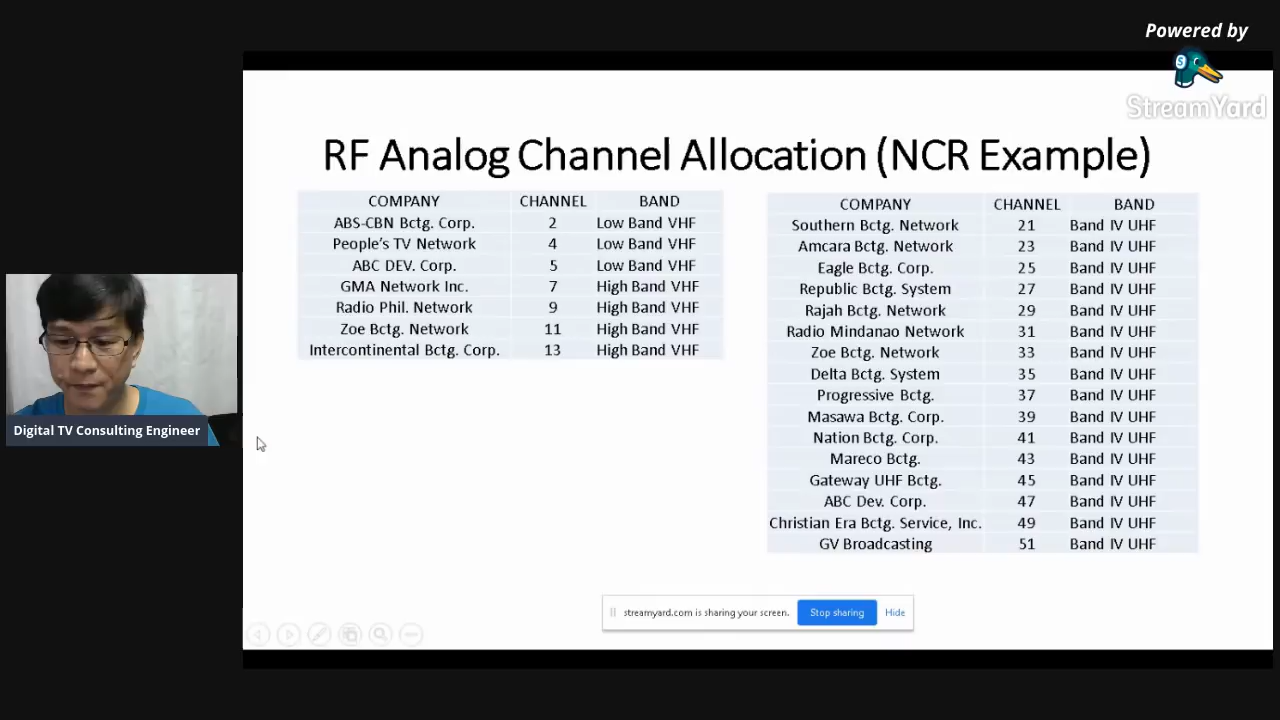 Powered by
StreamYard
RF Analog Channel Allocation (NCR Example)
COMPANY CHANNEL BAND
ABS-CBN Bctg. Corp. 2 Low Band VHF
People's TV Network 4 Low Band VHF
ABC DEV. Corp. 5 Low Band VHF
GMA Network Inc. 7 High Band VHF
Radio Phil. Network 9 High Band VHF
Zoe Bctg. Network 11 High Band VHF
Intercontinental Bctg. Corp. 13 High Band VHF
COMPANY CHANNEL BAND
Southern Bctg. Network 21 Band IV UHF
Amcara Bctg. Network 23 Band IV UHF
Eagle Bctg. Corp. 25 Band IV UHF
Republic Bctg. System 27 Band IV UHF
Rajah Bctg. Network 29 Band IV UHF
Radio Mindanao Network 31 Band IV UHF
Zoe Bctg. Network 33 Band IV UHF
Delta Bctg. System 35 Band IV UHF
Progressive Bctg. 37 Band IV UHF
Masawa Bctg. Corp. 39 Band IV UHF
Nation Bctg. Corp. 41 Band IV UHF
Mareco Bctg. 43 Band IV UHF
Gateway UHF Bctg. 45 Band IV UHF
ABC Dev. Corp. 47 Band IV UHF
Christian Era Bctg. Service, Inc. 49 Band IV UHF
GV Broadcasting 51 Band IV UHF
Digital TV Consulting Engineer
streamyard.com is sharing your screen. Stop sharing Hide